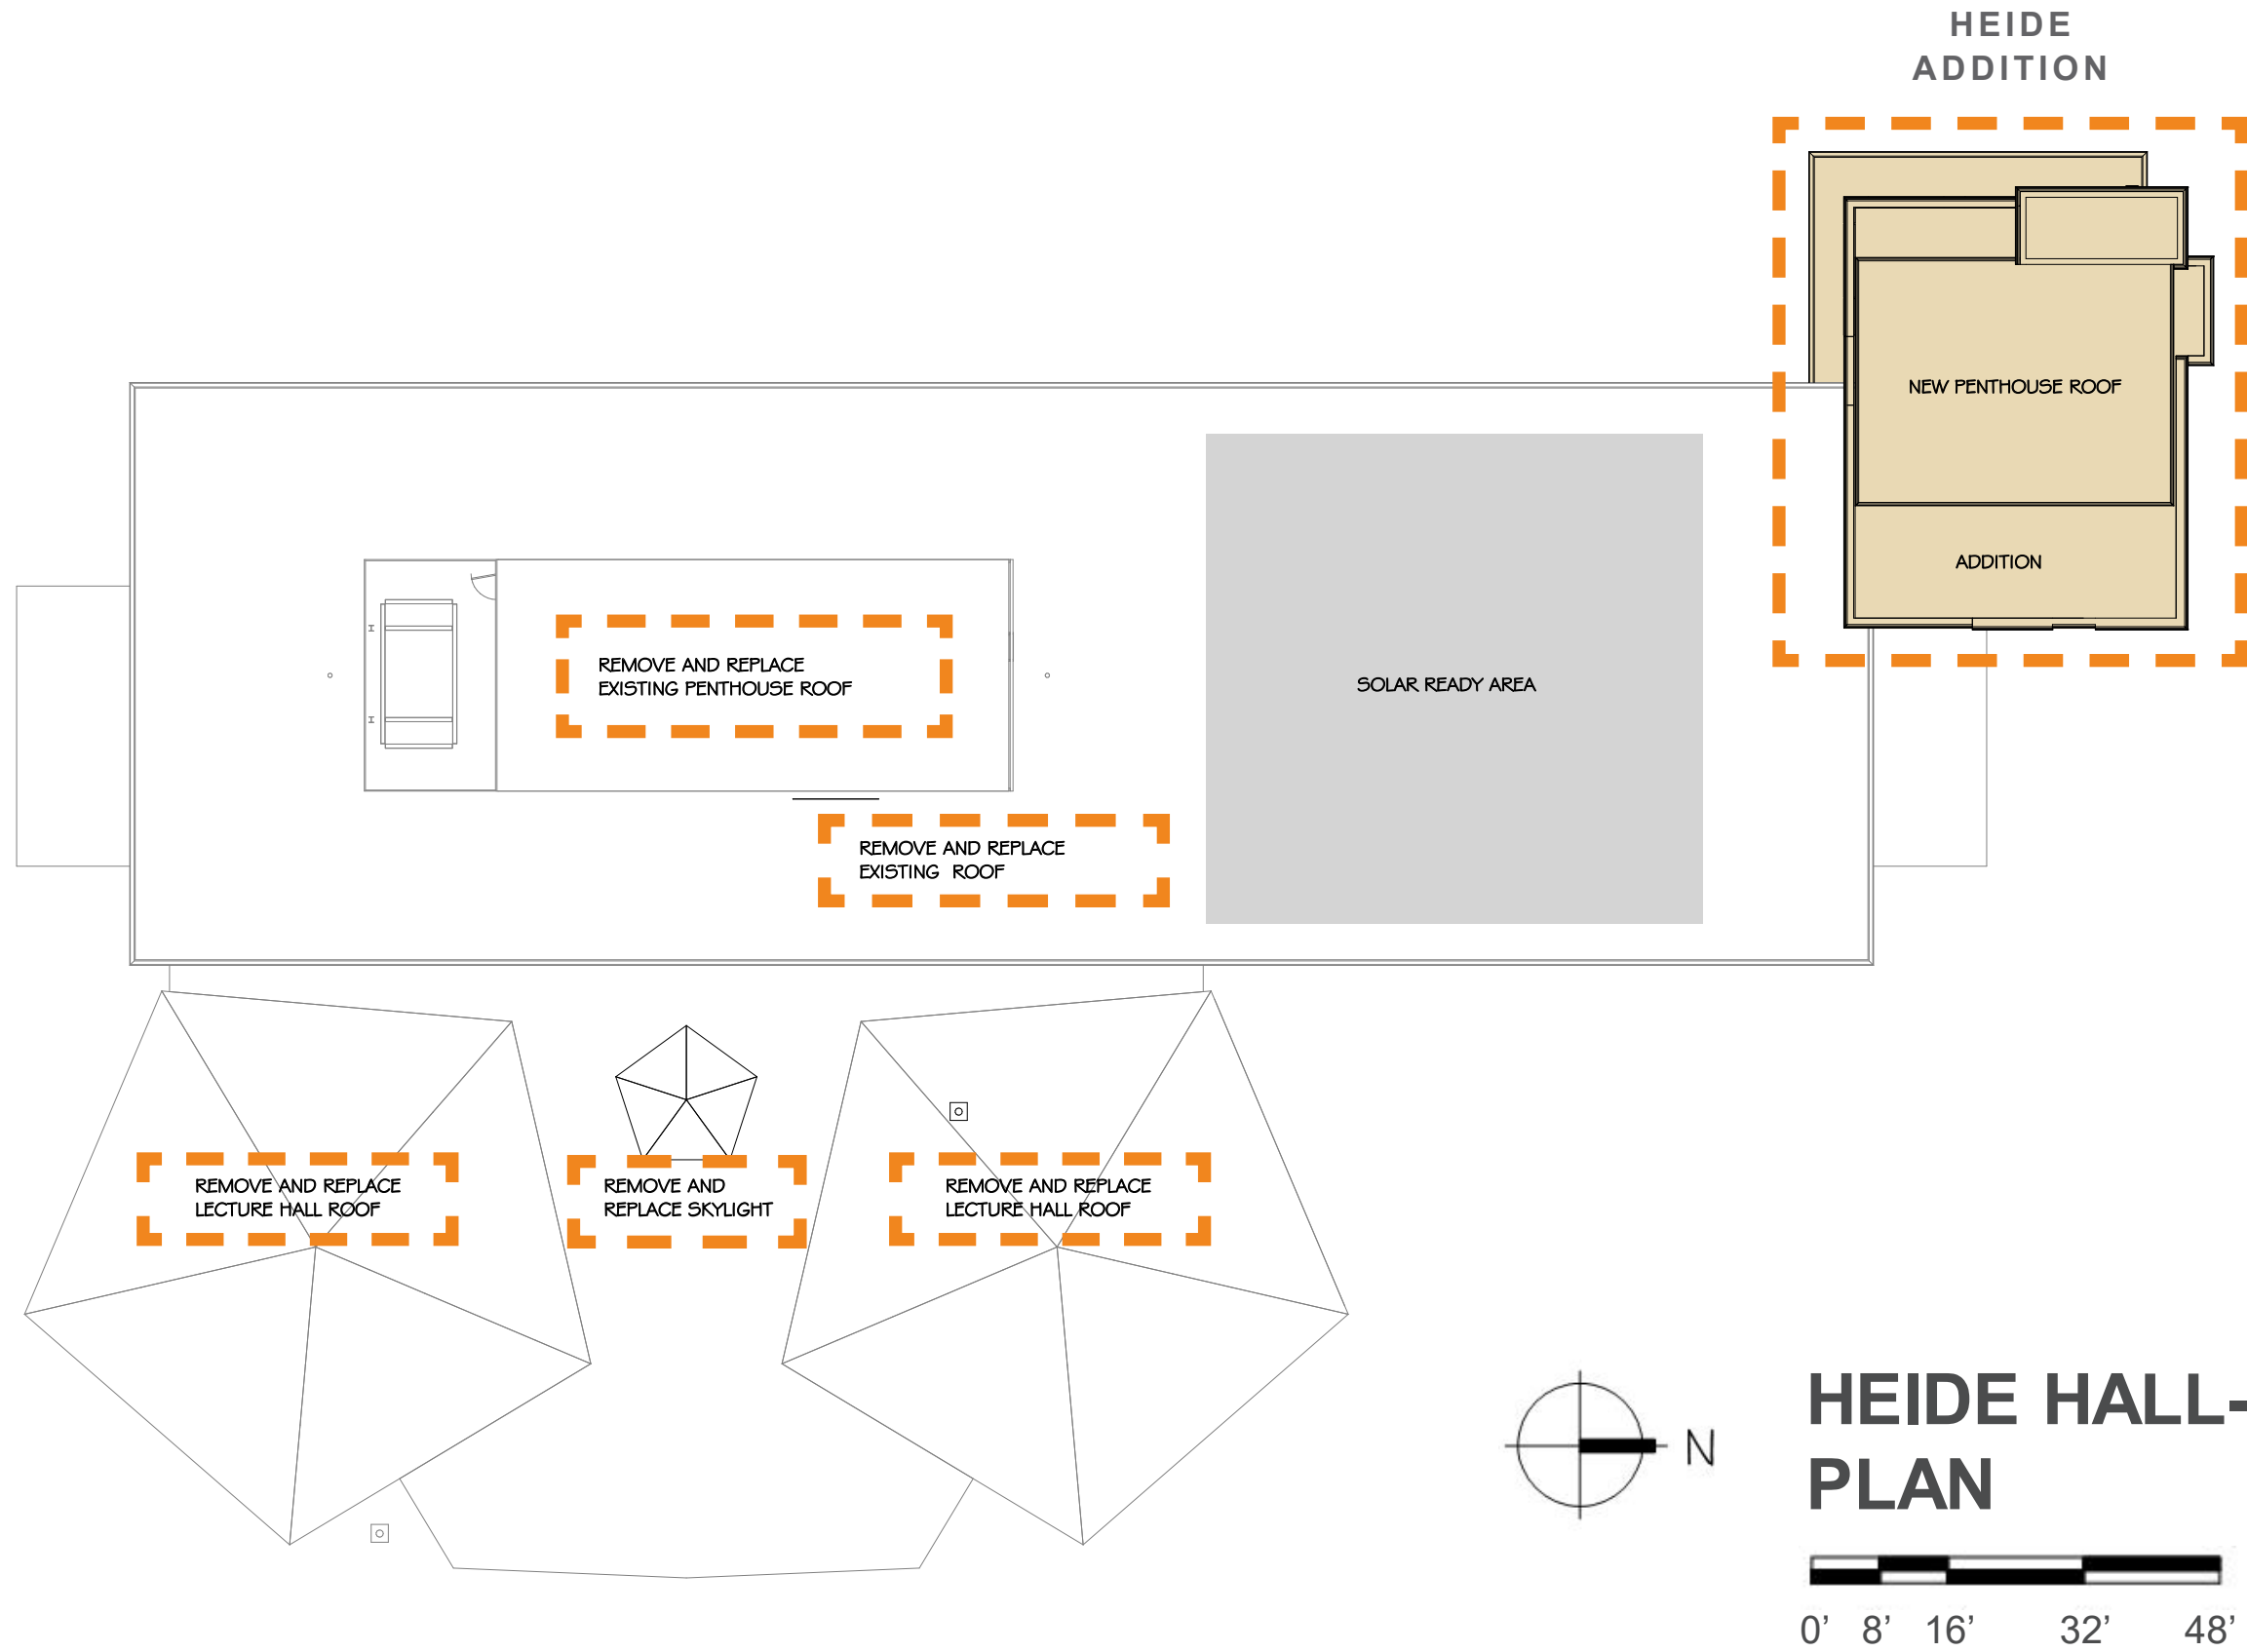 HEIDE
ADDITION
NEW PENTHOUSE ROOF
ADDITION
REMOVE AND REPLACE
EXISTING PENTHOUSE ROOF
SOLAR READY AREA
REMOVE AND REPLACE
EXISTING ROOF
REMOVE AND REPLACE
LECTURE HALL ROOF
REMOVE AND
REPLACE SKYLIGHT
REMOVE AND REPLACE
LECTURE HALL ROOF
N
HEIDE HALL-
PLAN
0’ 8’ 16’ 32’ 48’